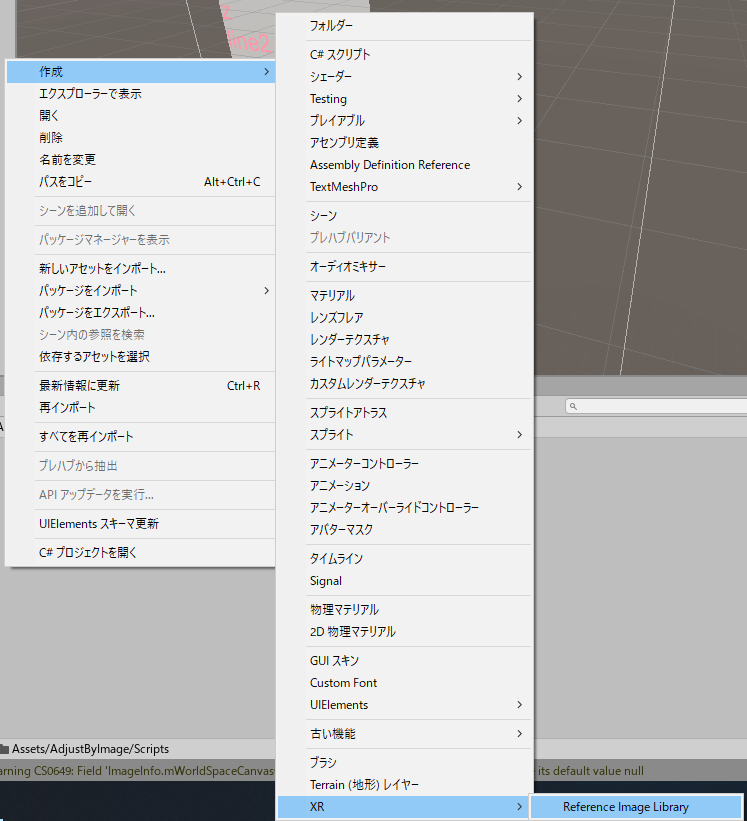 2
line2
作成
エクスプローラーで表示
開く
削除
名前を変更
パスをコピー Alt+Ctrl+C
シーンを追加して開く
パッケージマネージャーを表示
新しいアセットをインポート...
パッケージをインポート
パッケージをエクスポート...
シーン内の参照を検索
依存するアセットを選択
最新情報に更新 Ctrl+R
再インポート
すべてを再インポート
プレハブから抽出
API アップデータを実行...
UIElements スキーマ更新
C# プロジェクトを開く
フォルダー
C# スクリプト
シェーダー
Testing
プレイアブル
アセンブリ定義
Assembly Definition Reference
TextMeshPro
シーン
プレハブバリアント
オーディオミキサー
マテリアル
レンズフレア
レンダーテクスチャ
ライトマップパラメーター
カスタムレンダーテクスチャ
スプライトアトラス
スプライト
アニメーターコントローラー
アニメーション
アニメーターオーバーライドコントローラー
アバターマスク
タイムライン
Signal
物理マテリアル
2D 物理マテリアル
GUI スキン
Custom Font
UIElements
古い機能
ブラシ
Terrain (地形) レイヤー
XR
Reference Image Library
Assets/AdjustByImage/Scripts
arning CS0649: Field 'ImageInfo.mWorldSpaceCanvas
its default value null